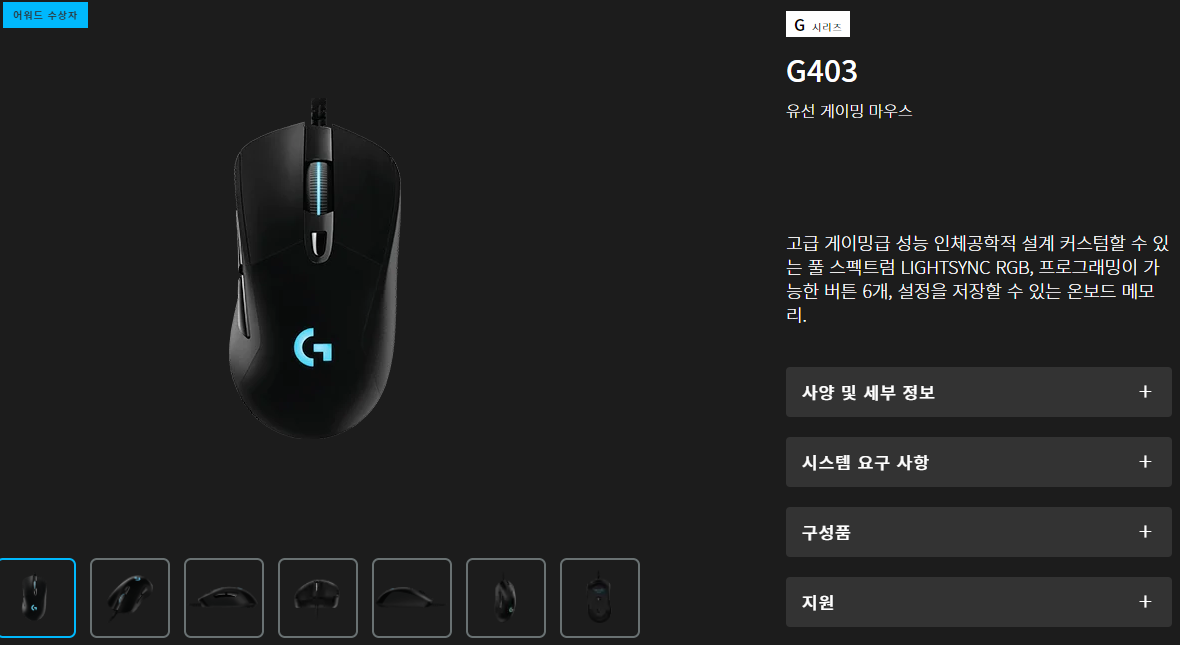 어워드 수상자
G 시리즈
G403
유선 게이밍 마우스
고급 게이밍급 성능 인체공학적 설계 커스텀할 수 있
는 풀 스펙트럼 LIGHTSYNC RGB, 프로그래밍이 가
능한 버튼 6개, 설정을 저장할 수 있는 온보드 메모
리.
사양 및 세부 정보 +
시스템 요구 사항 +
구성품 +
지원 +